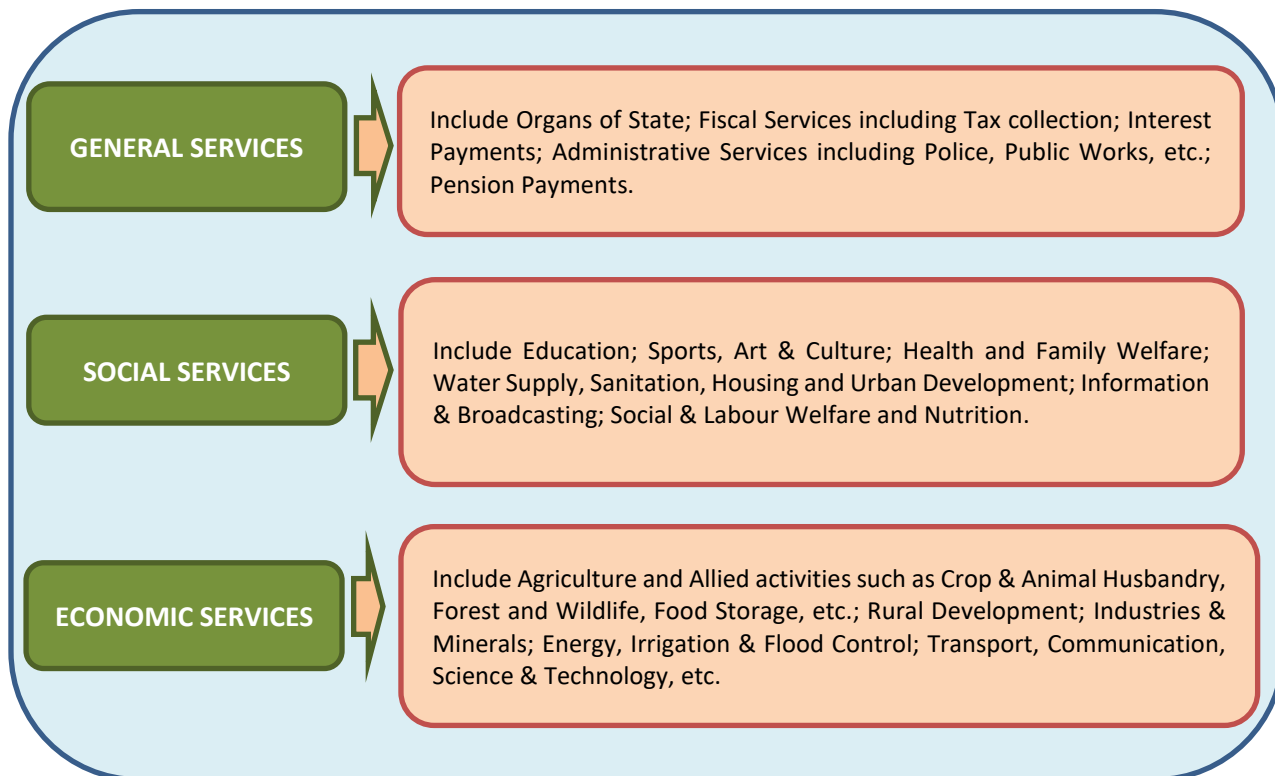 GENERAL SERVICES
Include Organs of State; Fiscal Services including Tax collection; Interest
Payments; Administrative Services including Police, Public Works, etc.;
Pension Payments.
SOCIAL SERVICES
Include Education; Sports, Art & Culture; Health and Family Welfare;
Water Supply, Sanitation, Housing and Urban Development; Information
& Broadcasting; Social & Labour Welfare and Nutrition.
ECONOMIC SERVICES
Include Agriculture and Allied activities such as Crop & Animal Husbandry,
Forest and Wildlife, Food Storage, etc.; Rural Development; Industries &
Minerals; Energy, Irrigation & Flood Control; Transport, Communication,
Science & Technology, etc.